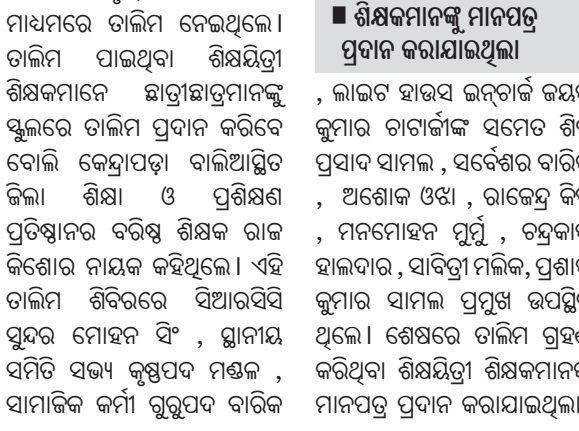 ମାଧ୍ୟମରେ ତାଲିମ ନେଇଥିଲେ।
ତାଲିମ ପାଇଥିବା ଶିକ୍ଷୟିତ୍ରୀ
ଶିକ୍ଷକମାନେ ଛାତ୍ରୀଛାତ୍ରମାନଙ୍କୁ
ସ୍କୁଲରେ ତାଲିମ ପ୍ରଦାନ କରିବେ
ବୋଲି କେନ୍ଦ୍ରାପଡ଼ା ବାଲିଆସ୍ଥିତ
ଜିଲା ଶିକ୍ଷା ଓ ପ୍ରଶିକ୍ଷଣ
ପ୍ରତିଷ୍ଠାନର ବରିଷ୍ଠ ଶିକ୍ଷକ ରାଜ
କିଶୋର ନାୟକ କହିଥିଲେ। ଏହି
ତାଲିମ ଶିବିରରେ ସିଆରସିସି
ସୁନ୍ଦର ମୋହନ ସିଂ , ସ୍ଥାନୀୟ
ସମିତି ସଭ୍ୟ କୃଷ୍ଣପଦ ମଣ୍ଡଳ ,
ସାମାଜିକ କର୍ମୀ ଗୁରୁପଦ ବାରିକ
■ ଶିକ୍ଷକମାନଙ୍କୁ ମାନପତ୍ର
ପ୍ରଦାନ କରାଯାଇଥିଲା
, ଲାଇଟ ହାଉସ ଇନ୍‌ଚାର୍ଜ
କୁମାର ଚାଟାର୍ଜୀଙ୍କ ସମେତ
ପ୍ରସାଦ ସାମଲ , ସର୍ବେଶର
, ଅଶୋକ ଓଝା , ରାଜେନ୍ଦ୍ର
, ମନମୋହନ ମୁର୍ମୁ ,
ହାଲଦାର , ସାବିତ୍ରୀ ମଲିକ,
କୁମାର ସାମଲ ପ୍ରମୁଖ
ଥିଲେ। ଶେଷରେ ତାଲିମ
କରିଥିବା ଶିକ୍ଷୟିତ୍ରୀ
ମାନପତ୍ର ପ୍ରଦାନ କରାଯାଇଥିଲା